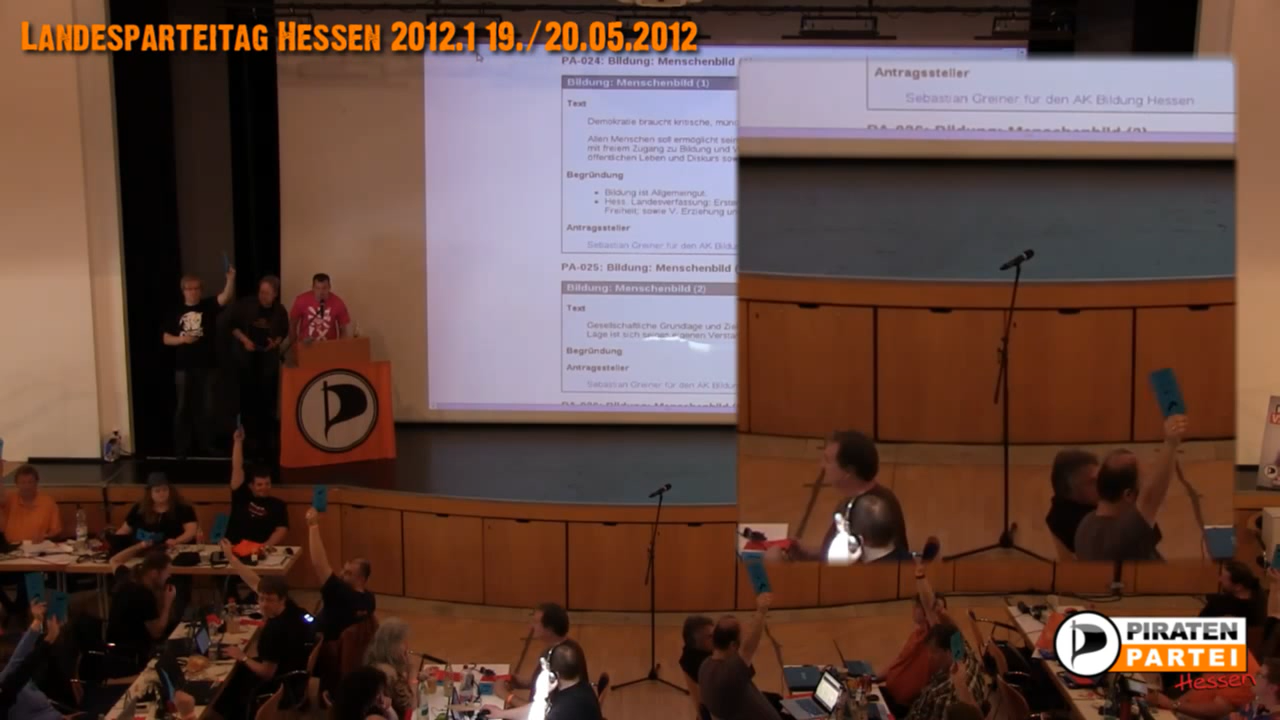 Landesparteitag Hessen 2012.1 19./20.05.2012
PA-024: Bildung: Menschenbild
Bildung: Menschenbild (1)
Text
Demokratie braucht kritische,
Allen Menschen soll ermöglicht
mit freiem Zugang zu Bildung und
öffentlichen Leben und Diskurs
Begründung
Bildung ist Allgemeingut.
Hess. Landesverfassung:
Freiheit; sowie V. Erziehung
Antragssteller
Sebastian Greiner für den AK
PA-025: Bildung: Menschenbild
Bildung: Menschenbild (2)
Text
Gesellschaftliche Grundlage und
Lage ist sich seinen eigenen
Begründung
Antragssteller
Sebastian Greiner für den AK
Antragssteller
Sebastian Greiner für den AK Bildung Hessen
PIRATEN
PARTEI
Hessen